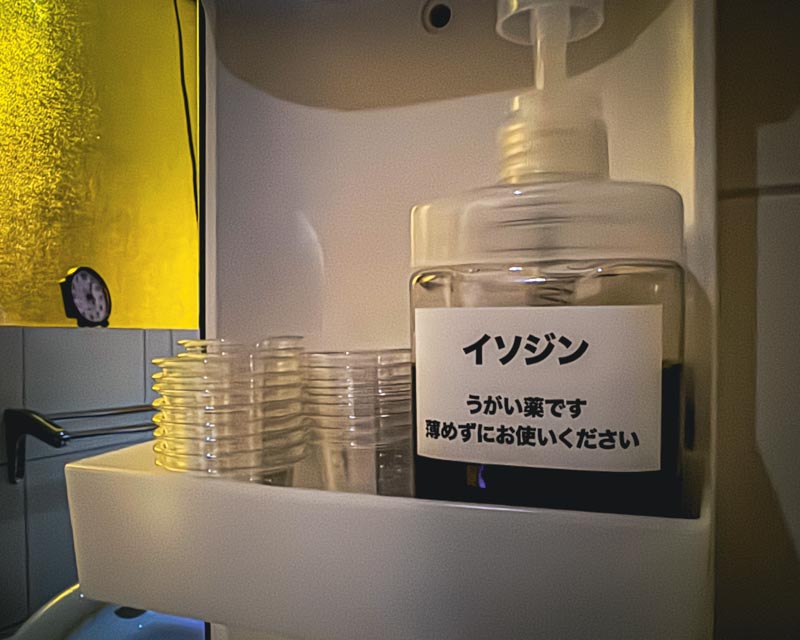 イソジン
うがい薬です
薄めずにお使いください